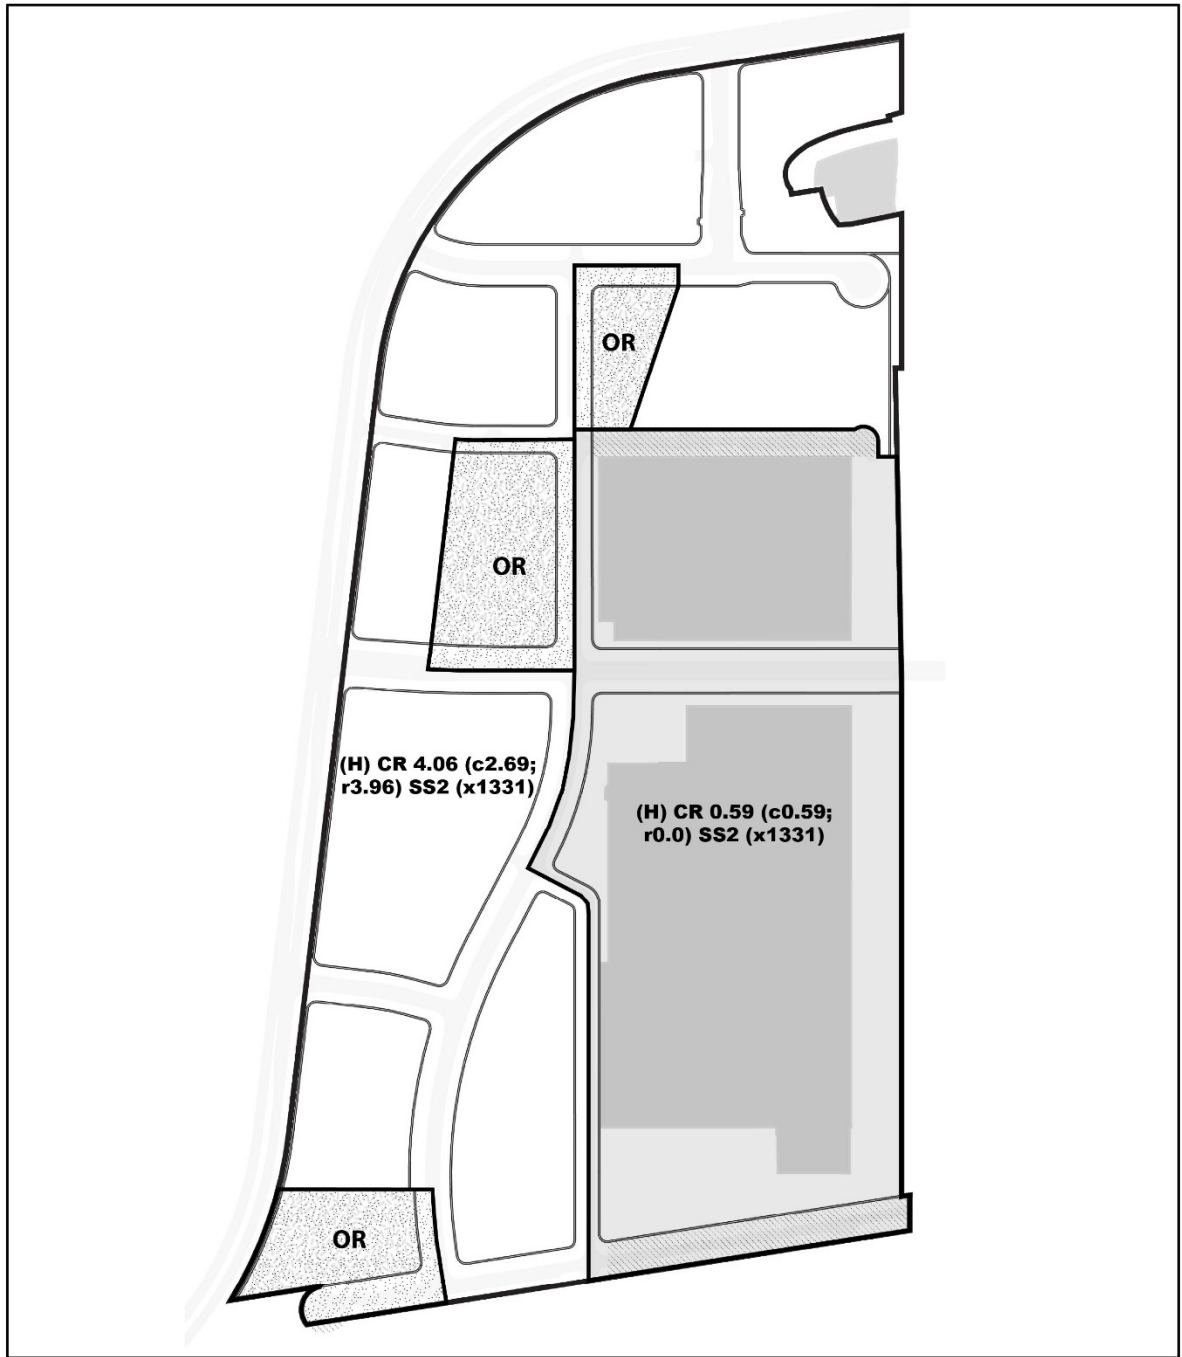 OR
OR
(H) CR 4.06 (c2.69;
r3.96) SS2 (x1331)
(H) CR 0.59 (c0.59;
r0.0) SS2 (x1331)
OR